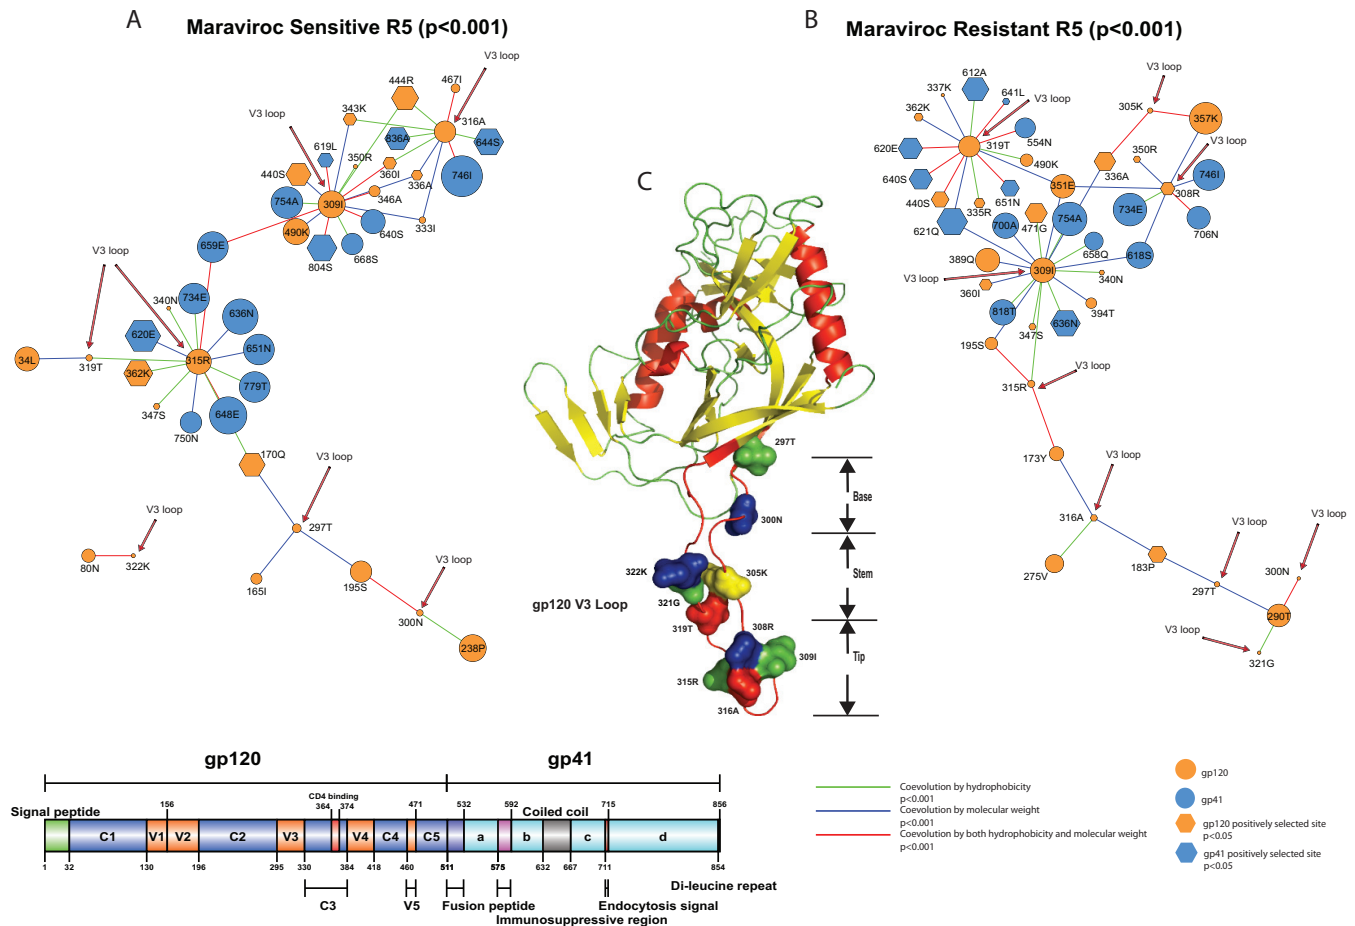 A
Maraviroc Sensitive R5 (p<0.001)
V3 loop
444R
467I
343K
316A
V3 loop
836A
644S
619L
350R
360I
336A
746I
440S
346A
754A
309I
333I
490K
640S
668S
804S
659E
V3 loop
734E
340N
636N
620E
651N
315R
34L
319T
362K
779T
347S
648E
750N
170Q
V3 loop
297T
V3 loop
80N
322K
165I
195S
V3 loop
300N
238P
B
Maraviroc Resistant R5 (p<0.001)
612A
V3 loop
337K
641L
V3 loop
305K
362K
357K
554N
V3 loop
620E
319T
350R
490K
336A
746I
640S
351E
308R
651N
440S
335R
734E
621Q
700A
471G
754A
706N
658Q
618S
389Q
V3 loop
309I
340N
360I
394T
818T
636N
347S
195S
V3 loop
315R
173Y
V3 loop
316A
V3 loop
V3 loop
183P
300N
275V
297T
290T
V3 loop
321G
C
297T
Base
300N
322K
305K
Stem
321G
gp120 V3 Loop
319T
308R
309I
Tip
315R
316A
gp120
gp41
CD4 binding
Signal peptide
156
364
374
471
532
592
Coiled coil
715
856
C1
V1
V2
C2
V3
V4
C4
C5
a
b
c
d
1
32
130
196
295
330
384
418
460
511
575
632
667
711
854
C3
V5
Fusion peptide
Immunosuppressive region
Di-leucine repeat
Endocytosis signal
Coevolution by hydrophobicity
p<0.001
Coevolution by molecular weight
p<0.001
Coevolution by both hydrophobicity and molecular weight
p<0.001
gp120
gp41
gp120 positively selected site
p<0.05
gp41 positively selected site
p<0.05